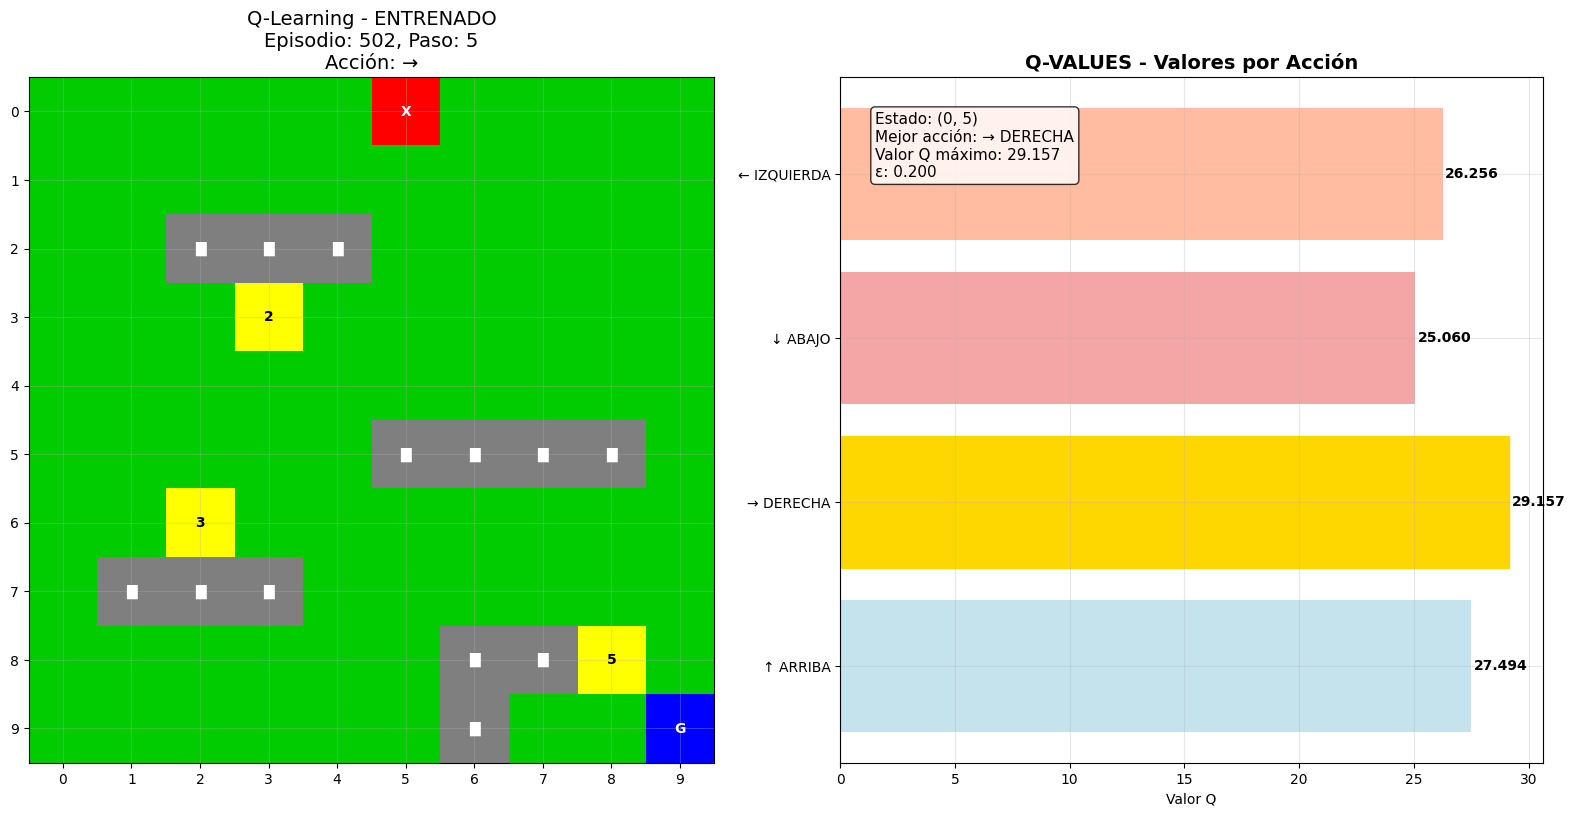 Q-Learning - ENTRENADO
Episodio: 502, Paso: 5
Acción: →
X
2
3
5
G
0
1
2
3
4
5
6
7
8
9
0 1 2 3 4 5 6 7 8 9
Q-VALUES - Valores por Acción
Estado: (0, 5)
Mejor acción: → DERECHA
Valor Q máximo: 29.157
ε: 0.200
← IZQUIERDA 26.256
↓ ABAJO 25.060
→ DERECHA 29.157
↑ ARRIBA 27.494
0 5 10 15 20 25 30
Valor Q